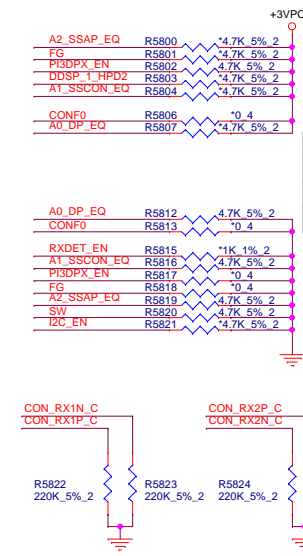 +3VPC
A2_SSAP_EQ R5800 *4.7K_5%_2
FG R5801 *4.7K_5%_2
PI3DPX_EN R5802 4.7K_5%_2
DDSP_1_HPD2 R5803 *4.7K_5%_2
A1_SSCON_EQ R5804 *4.7K_5%_2
CONF0 R5806 *0_4
A0_DP_EQ R5807 *4.7K_5%_2
A0_DP_EQ R5812 4.7K_5%_2
CONF0 R5813 *0_4
RXDET_EN R5815 *1K_1%_2
A1_SSCON_EQ R5816 4.7K_5%_2
PI3DPX_EN R5817 *0_4
FG R5818 *0_4
A2_SSAP_EQ R5819 4.7K_5%_2
SW R5820 4.7K_5%_2
I2C_EN R5821 *4.7K_5%_2
CON_RX1N_C CON_RX2P_C
CON_RX1P_C CON_RX2N_C
R5822 R5823 R5824
220K_5%_2 220K_5%_2 220K_5%_2